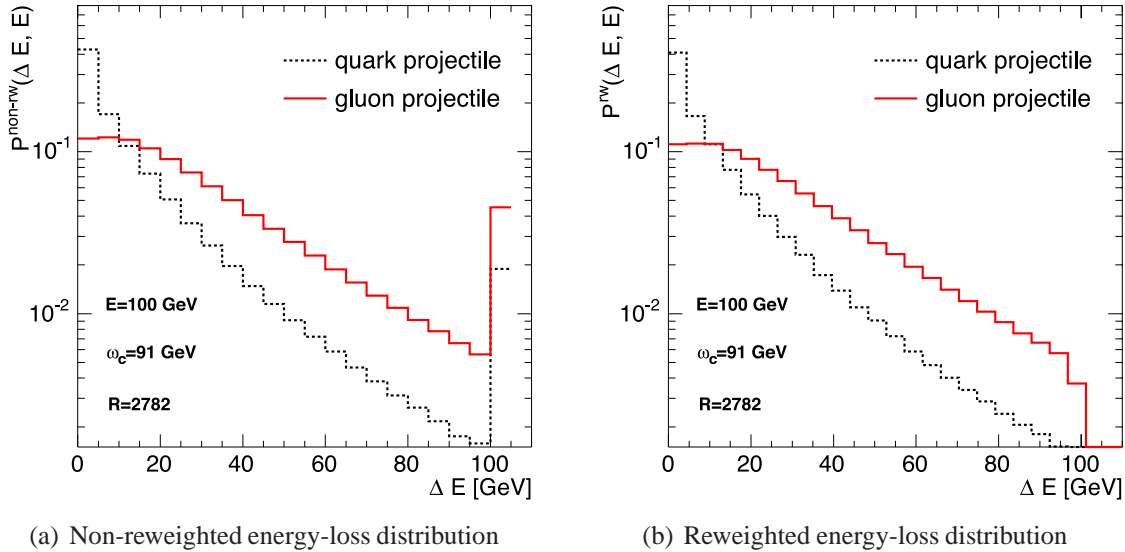 P^non-rw(Δ E, E)
quark projectile
gluon projectile
10^-1
10^-2
E=100 GeV
ω_c=91 GeV
R=2782
0 20 40 60 80 100
Δ E [GeV]
(a) Non-reweighted energy-loss distribution
P^rw(Δ E, E)
quark projectile
gluon projectile
10^-1
10^-2
E=100 GeV
ω_c=91 GeV
R=2782
0 20 40 60 80 100
Δ E [GeV]
(b) Reweighted energy-loss distribution